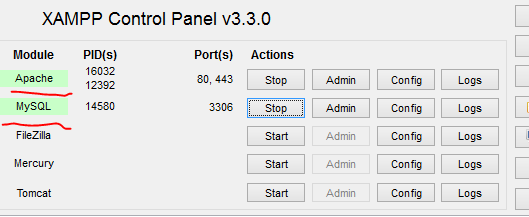 XAMPP Control Panel v3.3.0
Module PID(s) Port(s) Actions
Apache 16032 12392 80, 443 Stop Admin Config Logs
MySQL 14580 3306 Stop Admin Config Logs
FileZilla Start Admin Config Logs
Mercury Start Admin Config Logs
Tomcat Start Admin Config Logs